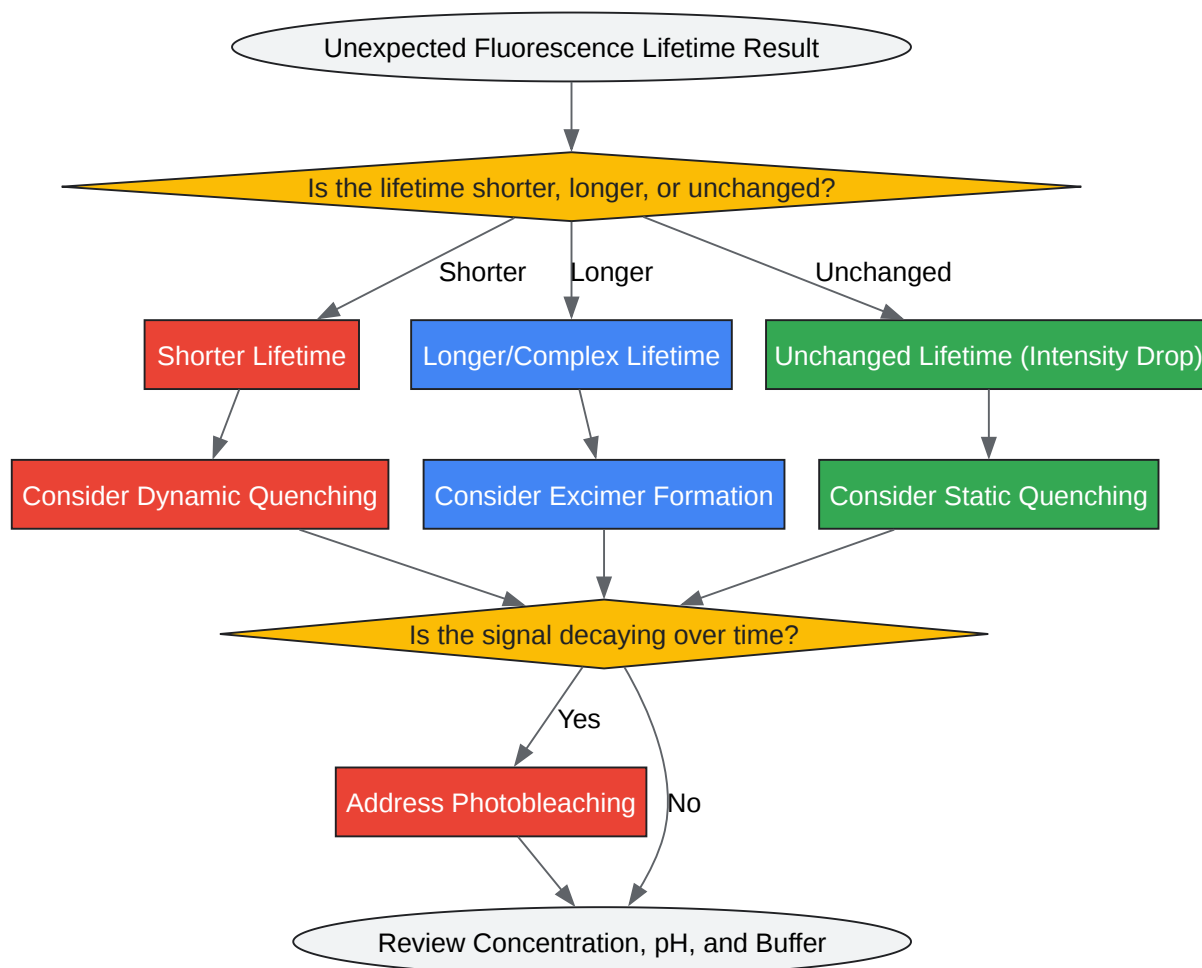 Unexpected Fluorescence Lifetime Result
Is the lifetime shorter, longer, or unchanged?
Shorter
Longer
Unchanged
Shorter Lifetime
Longer/Complex Lifetime
Unchanged Lifetime (Intensity Drop)
Consider Dynamic Quenching
Consider Excimer Formation
Consider Static Quenching
Is the signal decaying over time?
Yes
Address Photobleaching
No
Review Concentration, pH, and Buffer